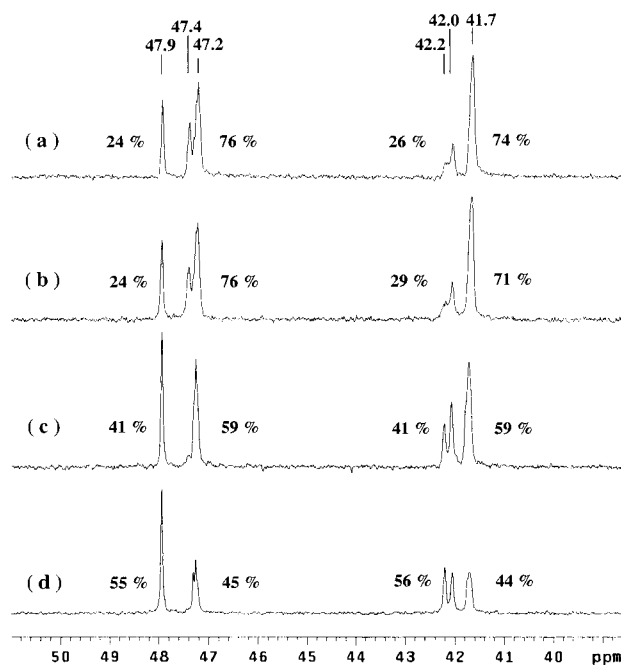 47.9 47.4 47.2 42.2 42.0 41.7
( a ) 24 % 76 % 26 % 74 %
( b ) 24 % 76 % 29 % 71 %
( c ) 41 % 59 % 41 % 59 %
( d ) 55 % 45 % 56 % 44 %
50 49 48 47 46 45 44 43 42 41 40 ppm